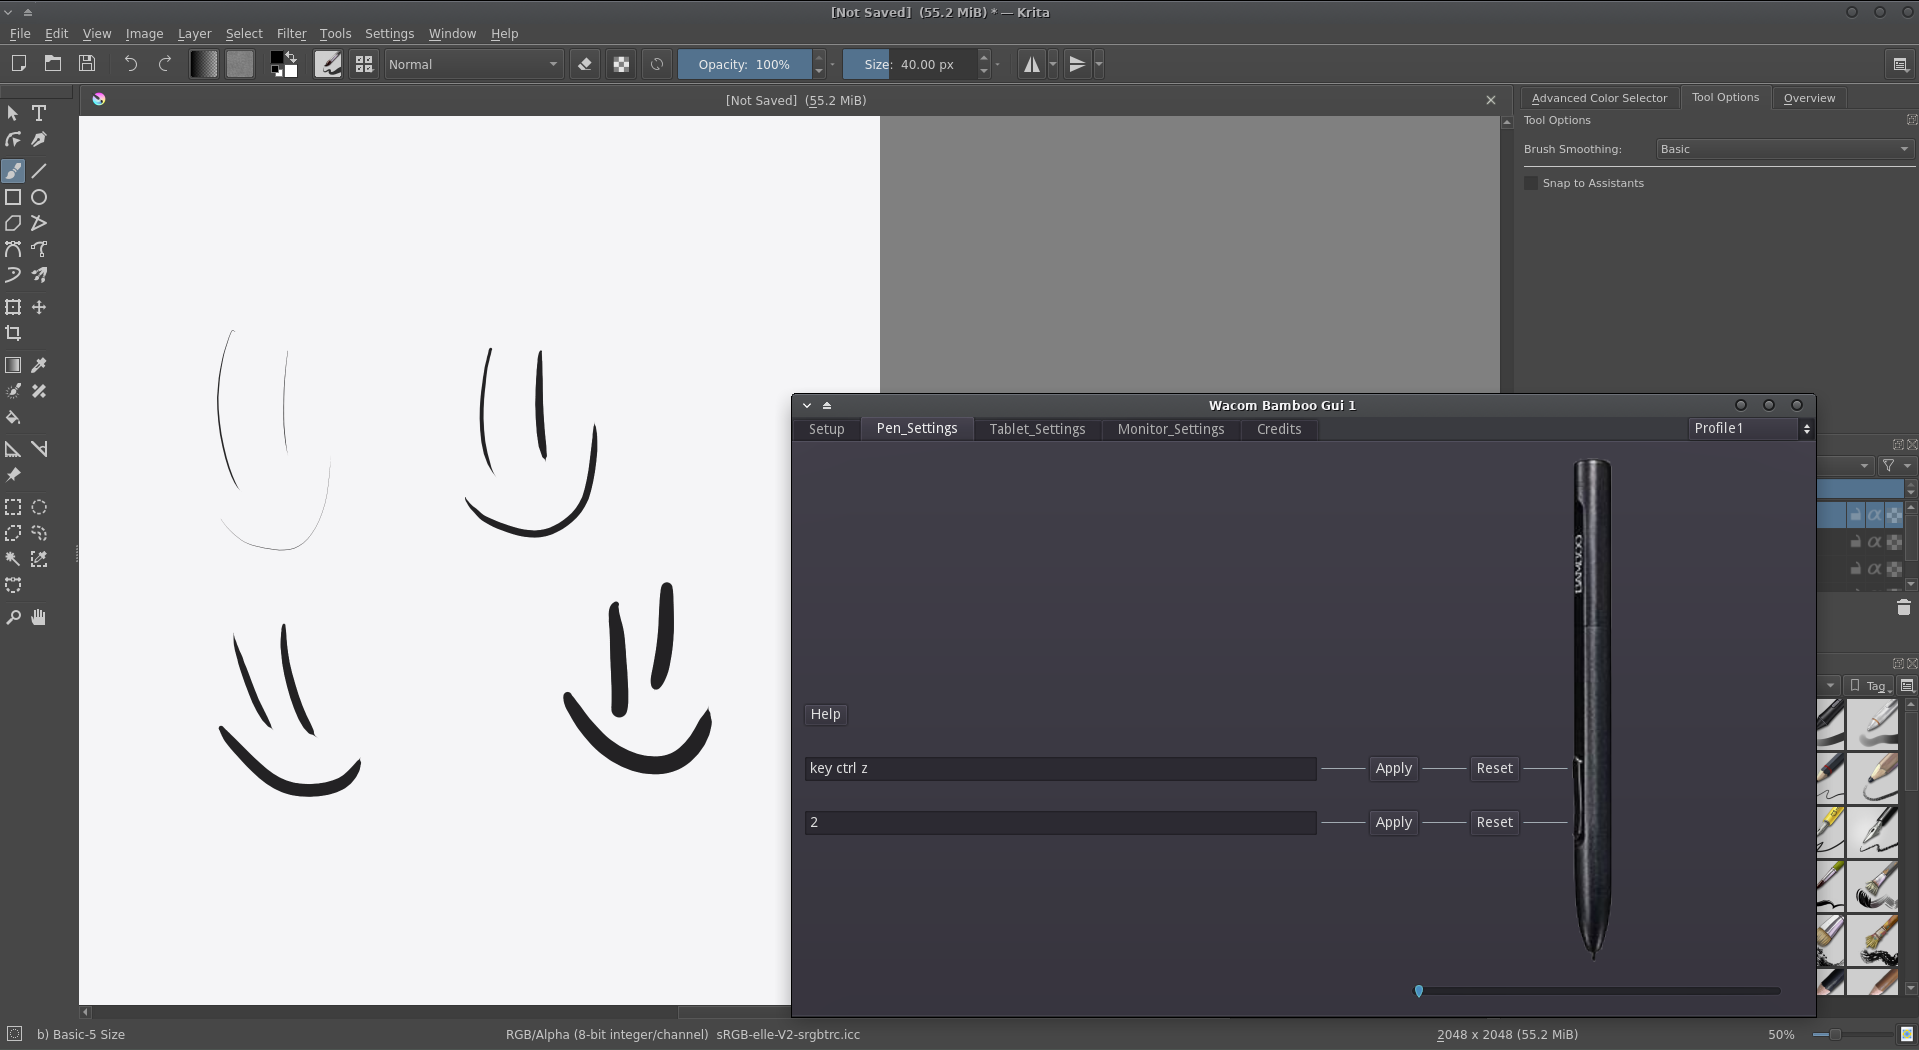 [Not Saved]  (55.2 MiB) * — Krita
File Edit View Image Layer Select Filter Tools Settings Window Help
Normal Opacity: 100% Size: 40.00 px
[Not Saved]  (55.2 MiB)
Advanced Color Selector Tool Options Overview
Tool Options
Brush Smoothing: Basic
Snap to Assistants
Wacom Bamboo Gui 1
Setup Pen_Settings Tablet_Settings Monitor_Settings Credits Profile1
BAMBOO
Help
key ctrl z Apply Reset
2 Apply Reset
Tag
b) Basic-5 Size RGB/Alpha (8-bit integer/channel)  sRGB-elle-V2-srgbtrc.icc 2048 x 2048 (55.2 MiB) 50%